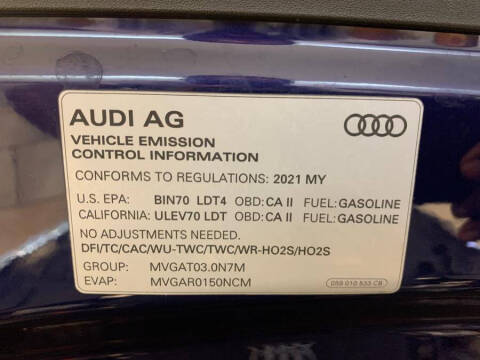 AUDI AG
VEHICLE EMISSION
CONTROL INFORMATION
CONFORMS TO REGULATIONS: 2021 MY
U.S. EPA: BIN70 LDT4 OBD: CA II FUEL: GASOLINE
CALIFORNIA: ULEV70 LDT OBD: CA II FUEL: GASOLINE
NO ADJUSTMENTS NEEDED.
DFI/TC/CAC/WU-TWC/TWC/WR-HO2S/HO2S
GROUP: MVGAT03.0N7M
EVAP: MVGAR0150NCM
059 010 533 CB